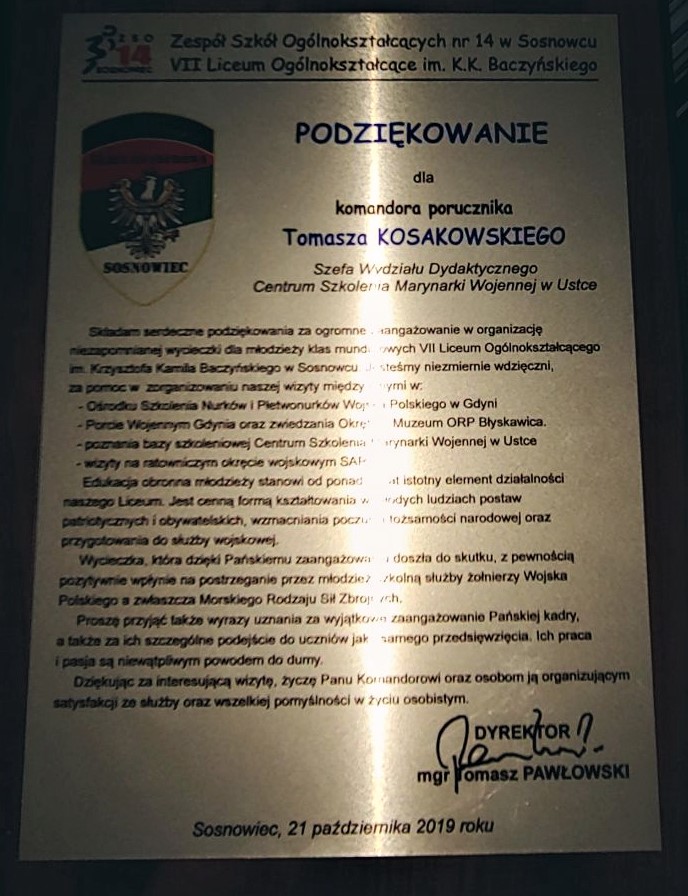 ZSO
14
SOSNOWIEC
Zespół Szkół Ogólnokształcących nr 14 w Sosnowcu
VII Liceum Ogólnokształcące im. K.K. Baczyńskiego
PODZIĘKOWANIE
dla
komandora porucznika
Tomasza KOSAKOWSKIEGO
SOSNOWIEC
Szefa Wydziału Dydaktycznego
Centrum Szkolenia Marynarki Wojennej w Ustce
Składam serdeczne podziękowania za ogromne zaangażowanie w organizację
niezapomnianej wycieczki dla młodzieży klas mundurowych VII Liceum Ogólnokształcącego
im. Krzysztofa Kamila Baczyńskiego w Sosnowcu. Jesteśmy niezmiernie wdzięczni,
za pomoc w zorganizowaniu naszej wizyty między innymi w:
- Ośrodku Szkolenia Nurków i Płetwonurków Wojska Polskiego w Gdyni
- Porcie Wojennym Gdynia oraz zwiedzania Okrętu Muzeum ORP Błyskawica.
- poznania bazy szkoleniowej Centrum Szkolenia Marynarki Wojennej w Ustce
- wizyty na ratowniczym okręcie wojskowym SAR
Edukacja obronna młodzieży stanowi od ponad lat istotny element działalności
naszego Liceum. Jest cenną formą kształtowania w młodych ludziach postaw
patriotycznych i obywatelskich, wzmacniania poczucia tożsamości narodowej oraz
przygotowania do służby wojskowej.
Wycieczka, która dzięki Pańskiemu zaangażowaniu doszła do skutku, z pewnością
pozytywnie wpłynie na postrzeganie przez młodzież szkolną służby żołnierzy Wojska
Polskiego a zwłaszcza Morskiego Rodzaju Sił Zbrojnych.
Proszę przyjąć także wyrazy uznania za wyjątkowe zaangażowanie Pańskiej kadry,
a także za ich szczególne podejście do uczniów jak i samego przedsięwzięcia. Ich praca
i pasja są niewątpliwym powodem do dumy.
Dziękując za interesującą wizytę, życzę Panu Komandorowi oraz osobom ją organizującym
satysfakcji ze służby oraz wszelkiej pomyślności w życiu osobistym.
DYREKTOR
mgr Tomasz PAWŁOWSKI
Sosnowiec, 21 października 2019 roku